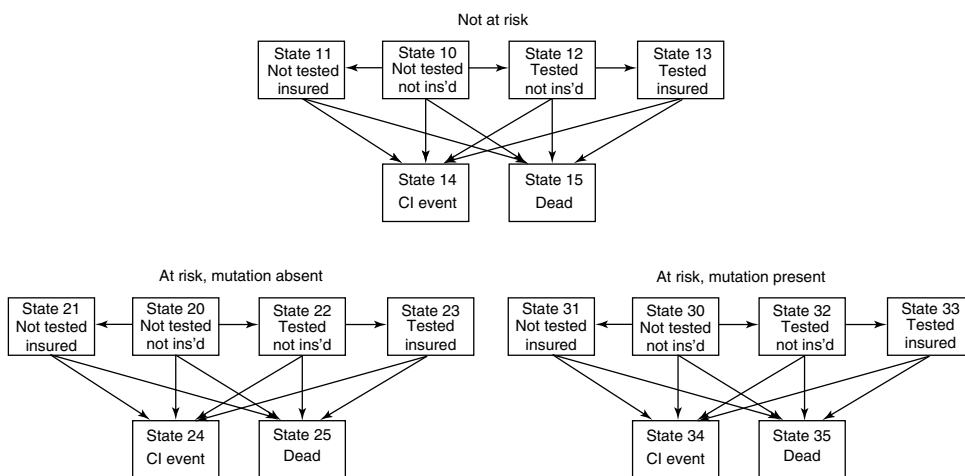 Not at risk
State 11
Not tested
insured
State 10
Not tested
not ins'd
State 12
Tested
not ins'd
State 13
Tested
insured
State 14
CI event
State 15
Dead
At risk, mutation absent
State 21
Not tested
insured
State 20
Not tested
not ins'd
State 22
Tested
not ins'd
State 23
Tested
insured
State 24
CI event
State 25
Dead
At risk, mutation present
State 31
Not tested
insured
State 30
Not tested
not ins'd
State 32
Tested
not ins'd
State 33
Tested
insured
State 34
CI event
State 35
Dead